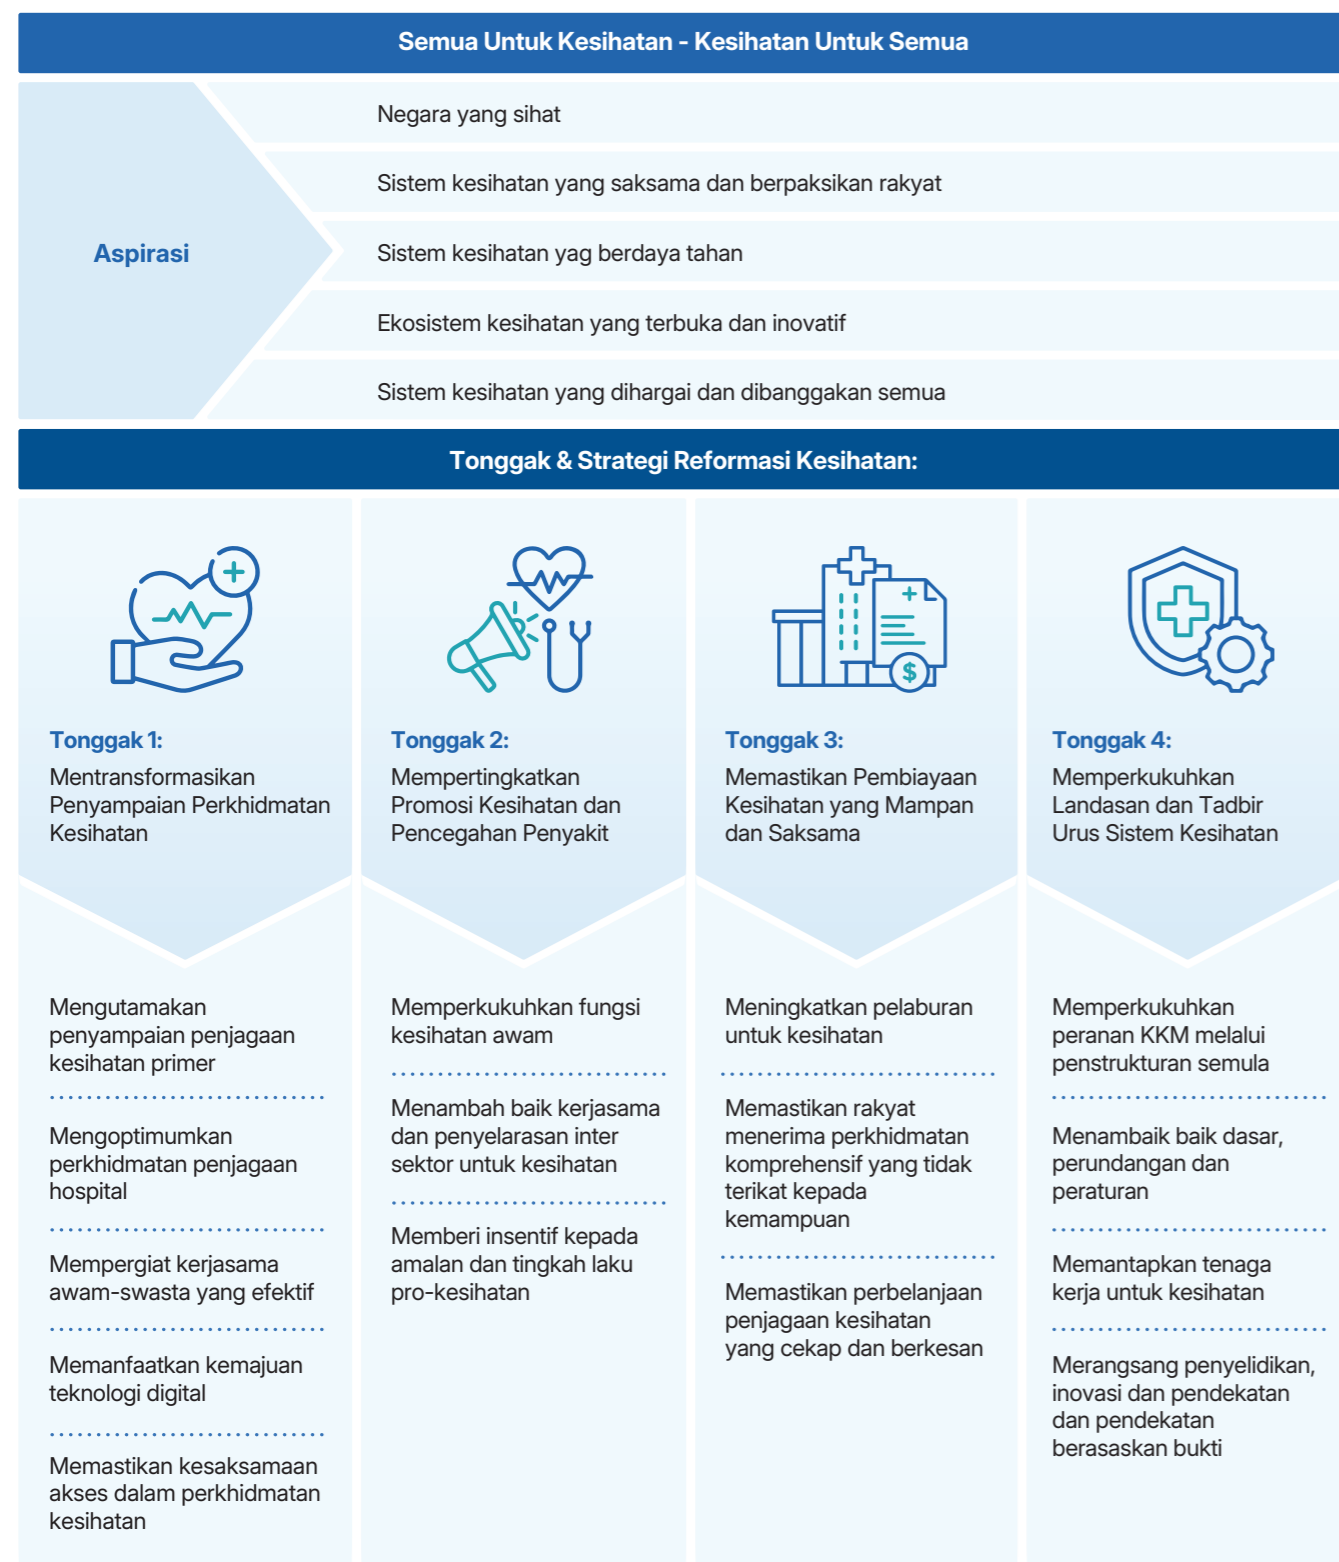 Semua Untuk Kesihatan - Kesihatan Untuk Semua
Aspirasi
Negara yang sihat
Sistem kesihatan yang saksama dan berpaksikan rakyat
Sistem kesihatan yag berdaya tahan
Ekosistem kesihatan yang terbuka dan inovatif
Sistem kesihatan yang dihargai dan dibanggakan semua
Tonggak & Strategi Reformasi Kesihatan:
Tonggak 1:
Mentransformasikan
Penyampaian Perkhidmatan
Kesihatan
Mengutamakan
penyampaian penjagaan
kesihatan primer
Mengoptimumkan
perkhidmatan penjagaan
hospital
Mempergiat kerjasama
awam-swasta yang efektif
Memanfaatkan kemajuan
teknologi digital
Memastikan kesaksamaan
akses dalam perkhidmatan
kesihatan
Tonggak 2:
Mempertingkatkan
Promosi Kesihatan dan
Pencegahan Penyakit
Memperkukuhkan fungsi
kesihatan awam
Menambah baik kerjasama
dan penyelarasan inter
sektor untuk kesihatan
Memberi insentif kepada
amalan dan tingkah laku
pro-kesihatan
$
Tonggak 3:
Memastikan Pembiayaan
Kesihatan yang Mampan
dan Saksama
Meningkatkan pelaburan
untuk kesihatan
Memastikan rakyat
menerima perkhidmatan
komprehensif yang tidak
terikat kepada
kemampuan
Memastikan perbelanjaan
penjagaan kesihatan
yang cekap dan berkesan
Tonggak 4:
Memperkukuhkan
Landasan dan Tadbir
Urus Sistem Kesihatan
Memperkukuhkan
peranan KKM melalui
penstrukturan semula
Menambaik baik dasar,
perundangan dan
peraturan
Memantapkan tenaga
kerja untuk kesihatan
Merangsang penyelidikan,
inovasi dan pendekatan
dan pendekatan
berasaskan bukti